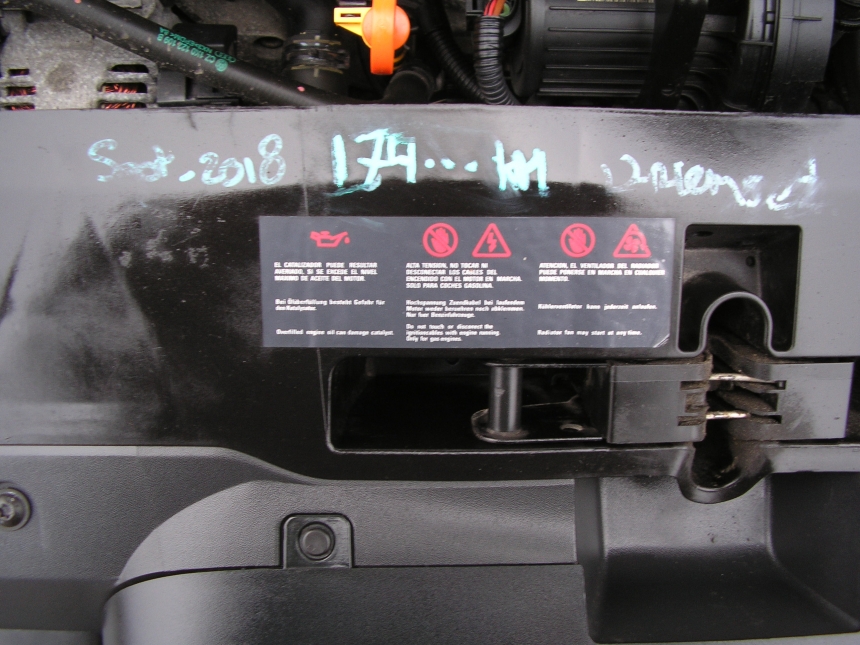 Sept. 2018 174... km
EL CATALIZADOR PUEDE RESULTAR
AVERIADO, SI SE EXCEDE EL NIVEL
MAXIMO DE ACEITE DEL MOTOR.
Bei Ölüberfüllung besteht Gefahr für
den Katalysator.
Overfilled engine oil can damage catalyst.
ALTA TENSION, NO TOCAR NI
DESCONECTAR LOS CABLES DEL
ENCENDIDO CON EL MOTOR EN MARCHA.
SOLO PARA COCHES GASOLINA.
Hochspannung Zuendkabel bei laufendem
Motor weder beruehren noch abklemmen.
Nur fuer Benzinfahrzeuge.
Do not touch or disconect the
ignitioncables with engine running.
Only for gas engines.
ATENCION, EL VENTILADOR DEL RADIADOR
PUEDE PONERSE EN MARCHA EN CUALQUIER
MOMENTO.
Kühlerventilator kann jederzeit anlaufen.
Radiator fan may start at any time.